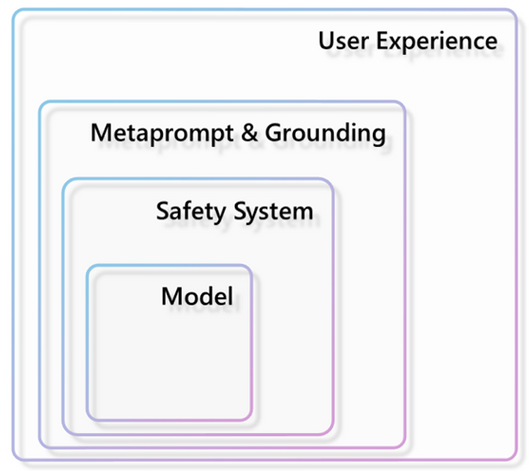 User Experience
Metaprompt & Grounding
Safety System
Model